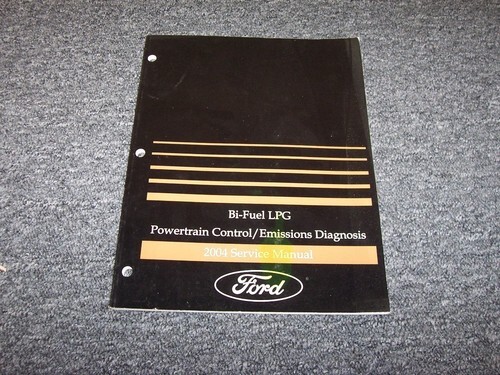 Bi-Fuel LPG
Powertrain Control/Emissions Diagnosis
2004 Service Manual
Ford